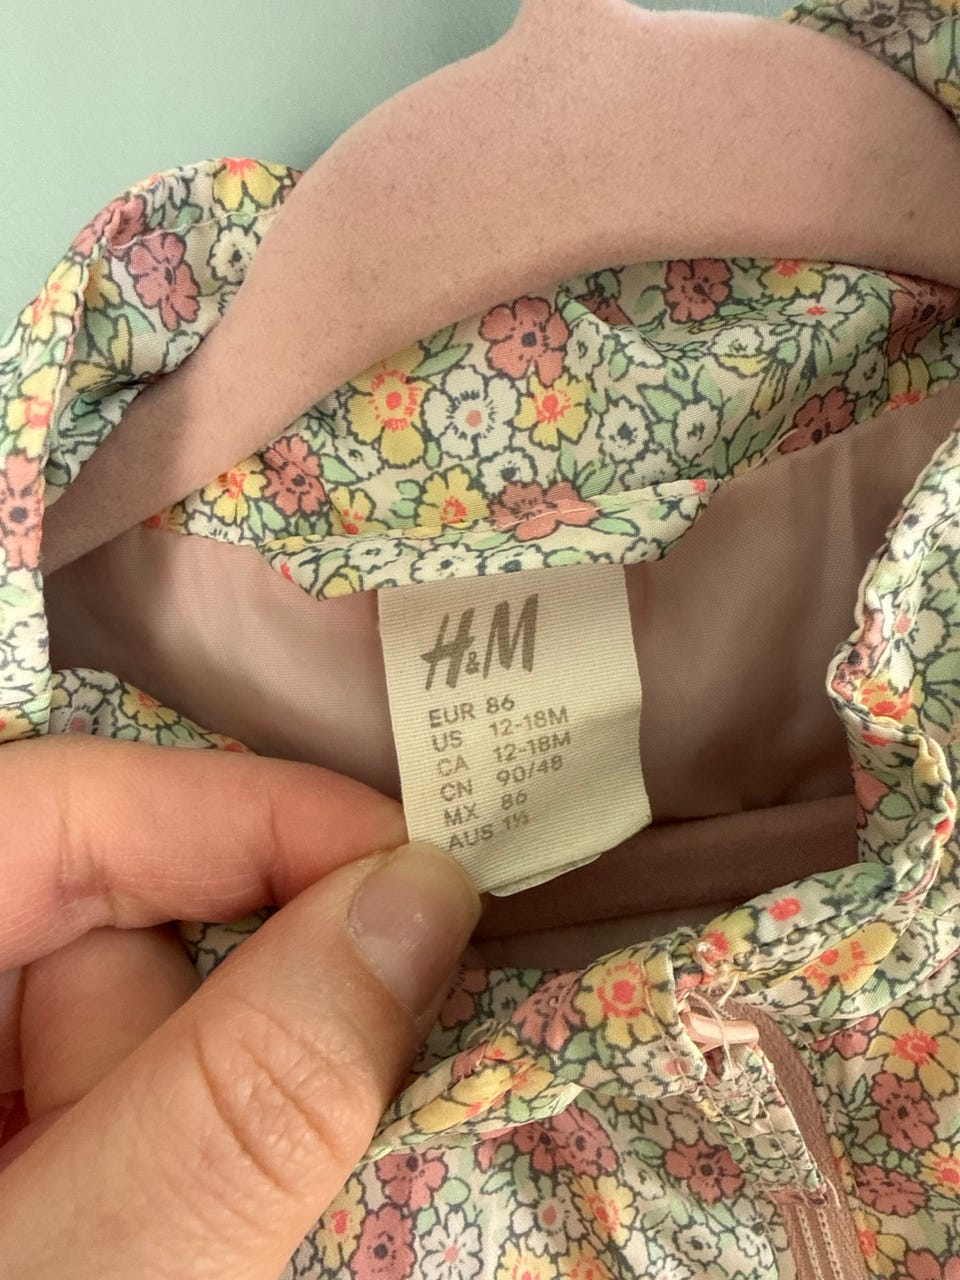 H&M
EUR 86
US 12-18M
CA 12-18M
CN 90/48
MX 86
AUS 1½